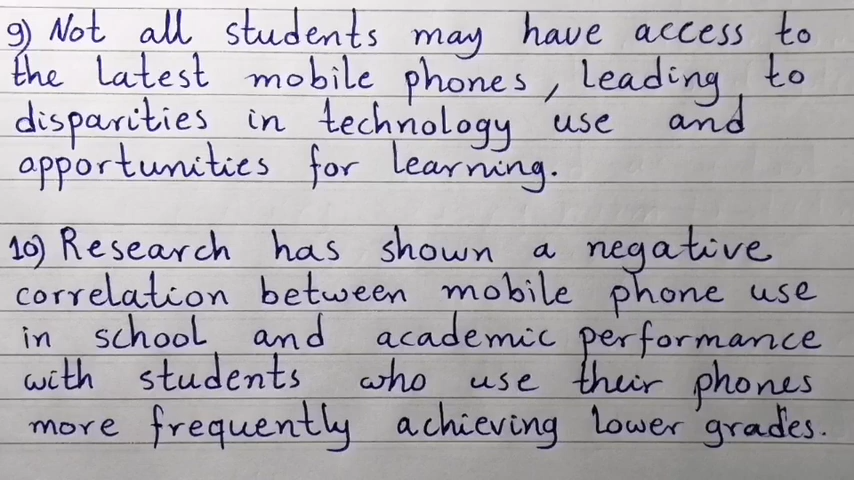 9) Not all students may have access to
the latest mobile phones, leading to
disparities in technology use and
opportunities for learning.
10) Research has shown a negative
correlation between mobile phone use
in school and academic performance
with students who use their phones
more frequently achieving lower grades.